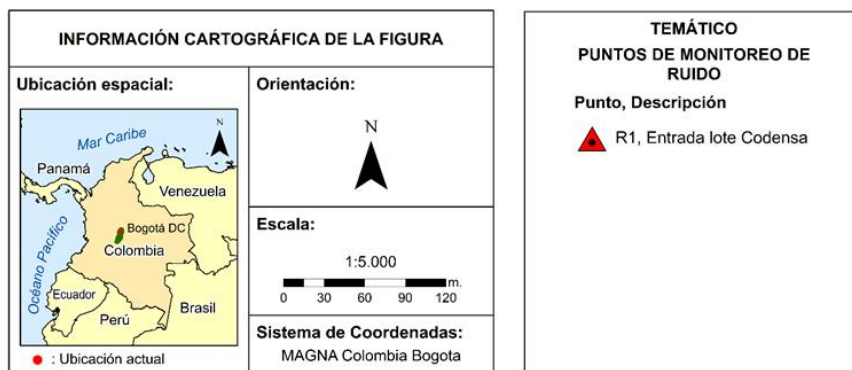 INFORMACIÓN CARTOGRÁFICA DE LA FIGURA
Ubicación espacial:
N
Mar Caribe
Panamá
Venezuela
Bogotá DC
Colombia
Océano Pacífico
Ecuador
Perú
Brasil
: Ubicación actual
Orientación:
N
Escala:
1:5.000
m.
0 30 60 90 120
Sistema de Coordenadas:
MAGNA Colombia Bogota
TEMÁTICO
PUNTOS DE MONITOREO DE
RUIDO
Punto, Descripción
R1, Entrada lote Codensa